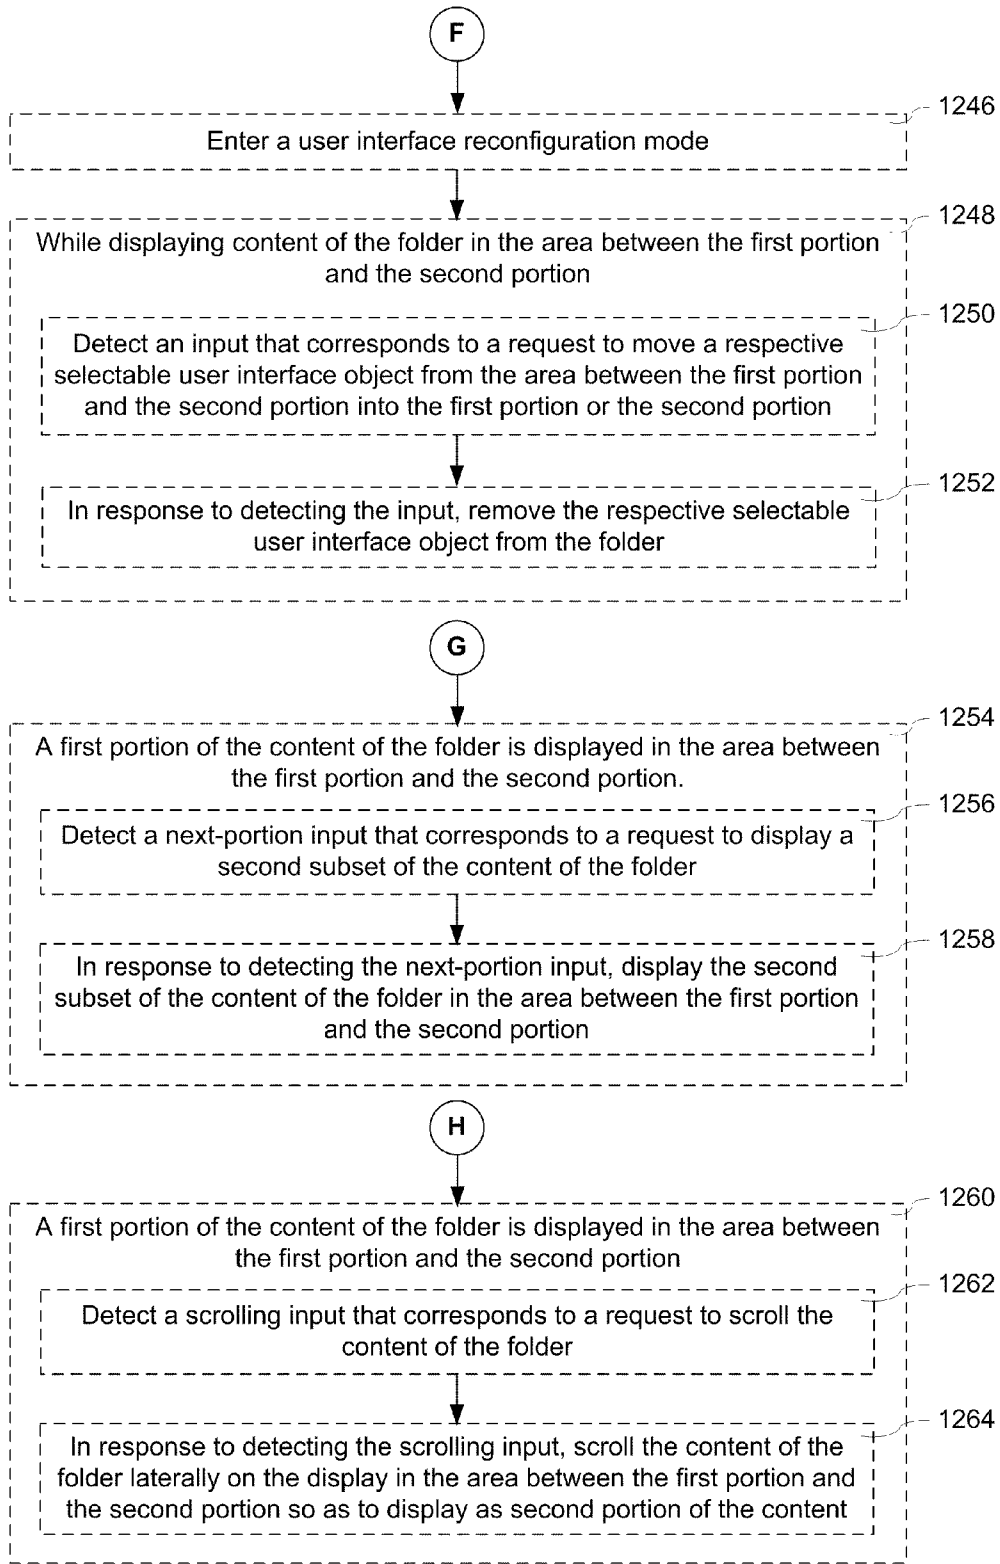 F
1246
Enter a user interface reconfiguration mode
1248
While displaying content of the folder in the area between the first portion
and the second portion
1250
Detect an input that corresponds to a request to move a respective
selectable user interface object from the area between the first portion
and the second portion into the first portion or the second portion
1252
In response to detecting the input, remove the respective selectable
user interface object from the folder
G
1254
A first portion of the content of the folder is displayed in the area between
the first portion and the second portion.
1256
Detect a next-portion input that corresponds to a request to display a
second subset of the content of the folder
1258
In response to detecting the next-portion input, display the second
subset of the content of the folder in the area between the first portion
and the second portion
H
1260
A first portion of the content of the folder is displayed in the area between
the first portion and the second portion
1262
Detect a scrolling input that corresponds to a request to scroll the
content of the folder
1264
In response to detecting the scrolling input, scroll the content of the
folder laterally on the display in the area between the first portion and
the second portion so as to display as second portion of the content